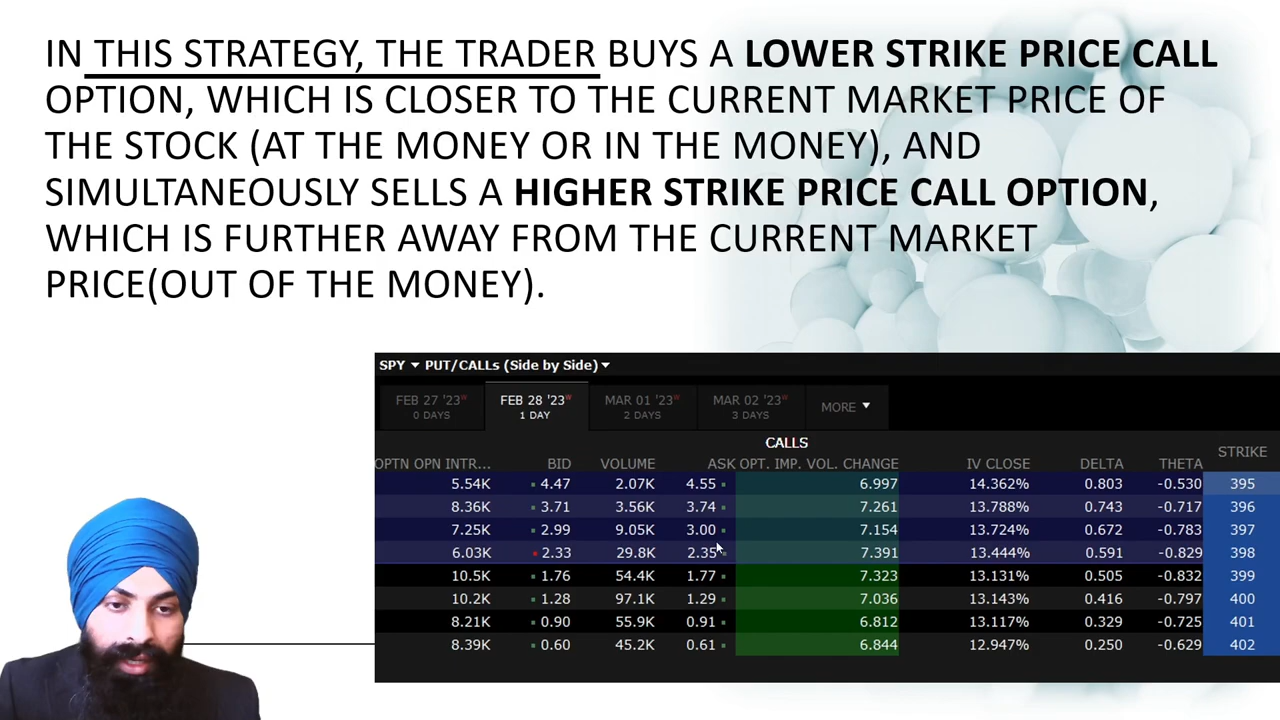 IN THIS STRATEGY, THE TRADER BUYS A LOWER STRIKE PRICE CALL
OPTION, WHICH IS CLOSER TO THE CURRENT MARKET PRICE OF
THE STOCK (AT THE MONEY OR IN THE MONEY), AND
SIMULTANEOUSLY SELLS A HIGHER STRIKE PRICE CALL OPTION,
WHICH IS FURTHER AWAY FROM THE CURRENT MARKET
PRICE(OUT OF THE MONEY).
SPY PUT/CALLs (Side by Side)
FEB 27 '23W FEB 28 '23W MAR 01 '23W MAR 02 '23W MORE
0 DAYS 1 DAY 2 DAYS 3 DAYS
CALLS
OPTN OPN INTR... BID VOLUME ASK OPT. IMP. VOL. CHANGE IV CLOSE DELTA THETA STRIKE
5.54K 4.47 2.07K 4.55 6.997 14.362% 0.803 -0.530 395
8.36K 3.71 3.56K 3.74 7.261 13.788% 0.743 -0.717 396
7.25K 2.99 9.05K 3.00 7.154 13.724% 0.672 -0.783 397
6.03K 2.33 29.8K 2.35 7.391 13.444% 0.591 -0.829 398
10.5K 1.76 54.4K 1.77 7.323 13.131% 0.505 -0.832 399
10.2K 1.28 97.1K 1.29 7.036 13.143% 0.416 -0.797 400
8.21K 0.90 55.9K 0.91 6.812 13.117% 0.329 -0.725 401
8.39K 0.60 45.2K 0.61 6.844 12.947% 0.250 -0.629 402